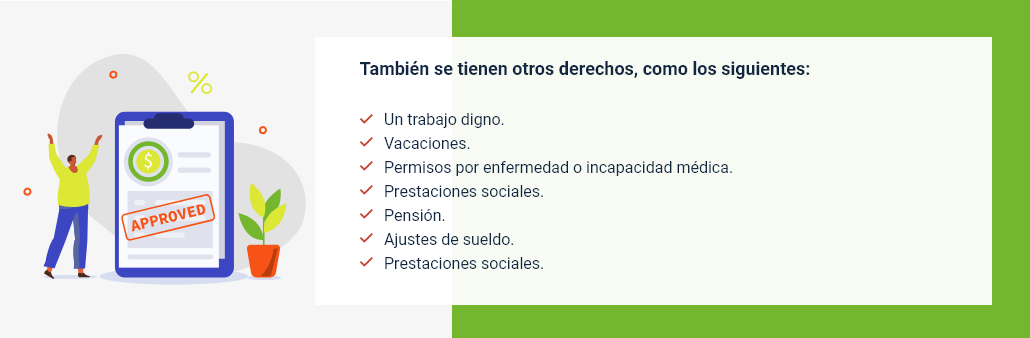 %
$
APPROVED
También se tienen otros derechos, como los siguientes:
Un trabajo digno.
Vacaciones.
Permisos por enfermedad o incapacidad médica.
Prestaciones sociales.
Pensión.
Ajustes de sueldo.
Prestaciones sociales.